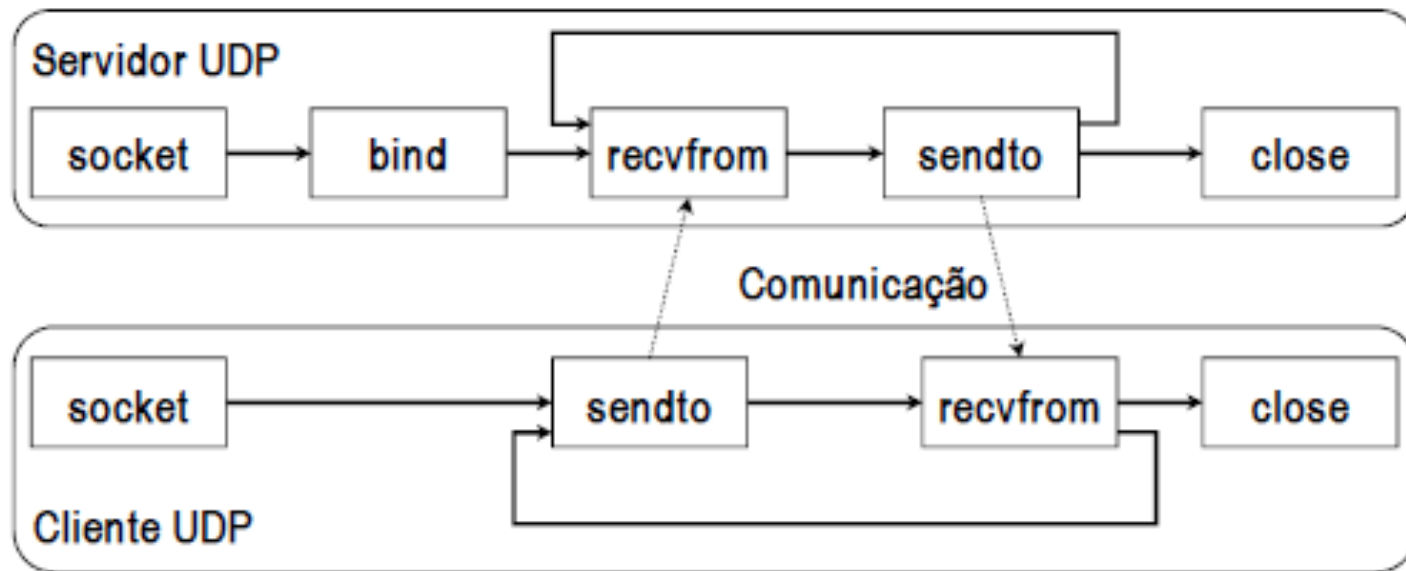 Servidor UDP
socket
bind
recvfrom
sendto
close
Comunicação
socket
sendto
recvfrom
close
Cliente UDP